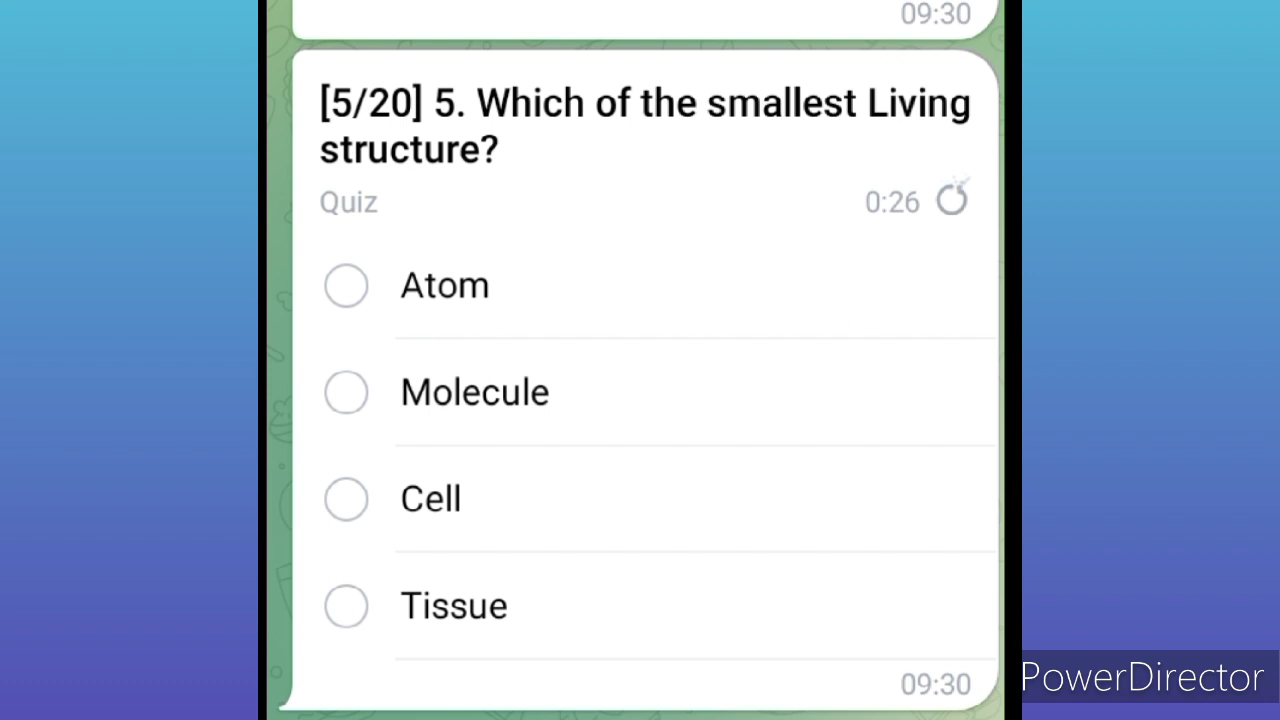 09:30
[5/20] 5. Which of the smallest Living
structure?
Quiz 0:26
Atom
Molecule
Cell
Tissue
09:30
PowerDirector